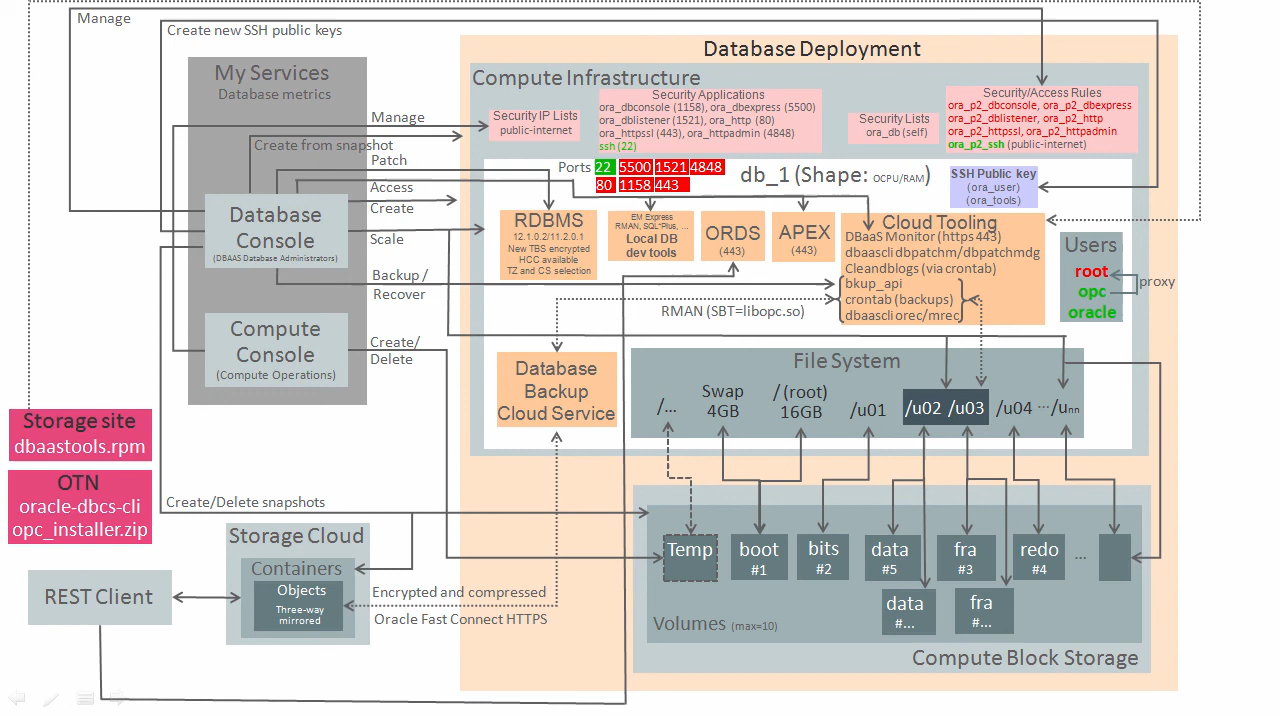 Manage
Create new SSH public keys
My Services
Database metrics
Manage
Create from snapshot
Patch
Access
Create
Scale
Backup /
Recover
Create/
Delete
Database
Console
(DBAAS Database Administrators)
Compute
Console
(Compute Operations)
Storage site
dbaastools.rpm
OTN
oracle-dbcs-cli
opc_installer.zip
Create/Delete snapshots
Storage Cloud
Containers
Objects
Three-way
mirrored
REST Client
Encrypted and compressed
Oracle Fast Connect HTTPS
Database Deployment
Compute Infrastructure
Security IP Lists
public-internet
Security Applications
ora_dbconsole (1158), ora_dbexpress (5500)
ora_dblistener (1521), ora_http (80)
ora_httpssl (443), ora_httpadmin (4848)
ssh (22)
Security Lists
ora_db (self)
Security/Access Rules
ora_p2_dbconsole, ora_p2_dbexpress
ora_p2_dblistener, ora_p2_http
ora_p2_httpssl, ora_p2_httpadmin
ora_p2_ssh (public-internet)
Ports 22 5500 1521 4848
80 1158 443
db_1 (Shape: OCPU/RAM)
SSH Public key
(ora_user)
(ora_tools)
RDBMS
12.1.0.2/11.2.0.1
New TBS encrypted
HCC available
TZ and CS selection
EM Express
RMAN, SQL*Plus, ...
Local DB
dev tools
ORDS
(443)
APEX
(443)
Cloud Tooling
DBaaS Monitor (https 443)
dbaascli dbpatchm/dbpatchmdg
Cleandblogs (via crontab)
bkup_api
crontab (backups)
dbaascli orec/mrec
Users
root
opc
oracle
proxy
RMAN (SBT=libopc.so)
Database
Backup
Cloud Service
File System
/...
Swap
4GB
/ (root)
16GB
/u01
/u02 /u03
/u04 ... /unn
Temp
boot
#1
bits
#2
data
#5
fra
#3
redo
#4
...
data
#...
fra
#...
Volumes (max=10)
Compute Block Storage